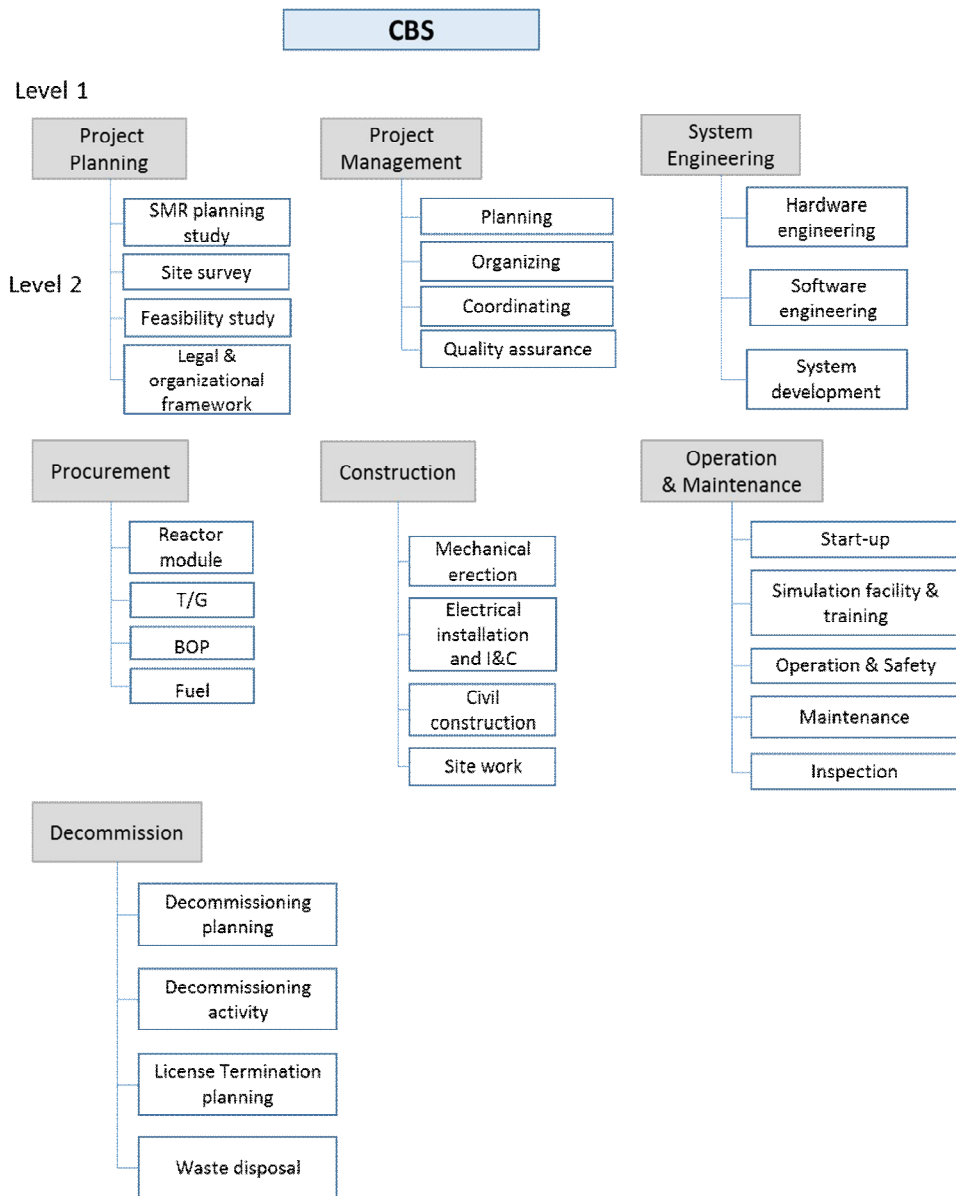 CBS
Level 1
Project
Planning
SMR planning
study
Site survey
Level 2
Feasibility study
Legal &
organizational
framework
Project
Management
Planning
Organizing
Coordinating
Quality assurance
System
Engineering
Hardware
engineering
Software
engineering
System
development
Procurement
Reactor
module
T/G
BOP
Fuel
Construction
Mechanical
erection
Electrical
installation
and I&C
Civil
construction
Site work
Operation
& Maintenance
Start-up
Simulation facility &
training
Operation & Safety
Maintenance
Inspection
Decommission
Decommissioning
planning
Decommissioning
activity
License Termination
planning
Waste disposal